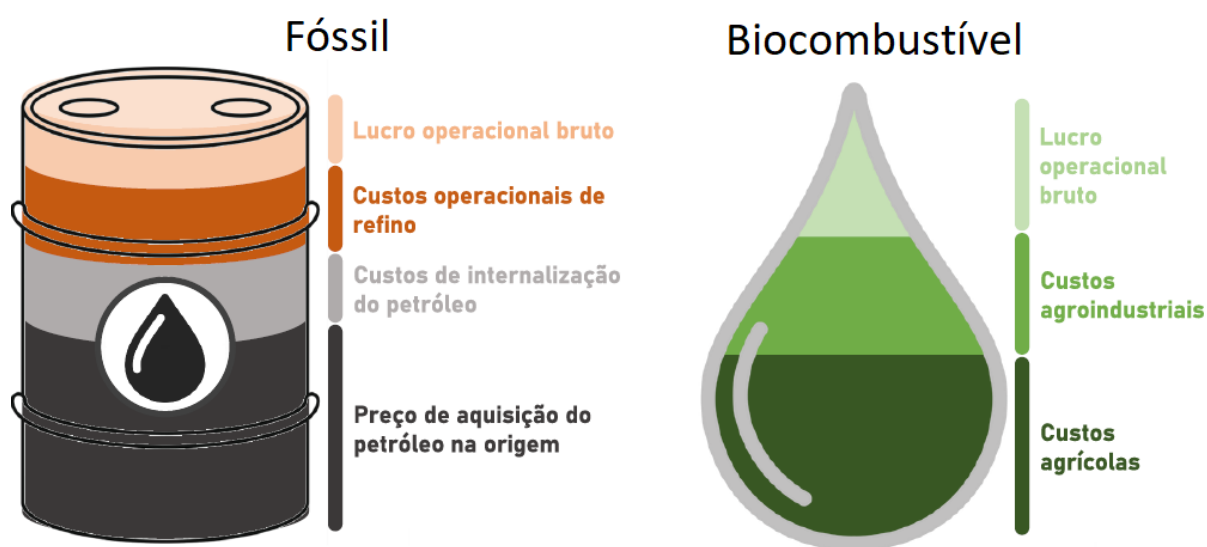 Fóssil
Lucro operacional bruto
Custos operacionais de
refino
Custos de internalização
do petróleo
Preço de aquisição do
petróleo na origem
Biocombustível
Lucro
operacional
bruto
Custos
agroindustriais
Custos
agrícolas